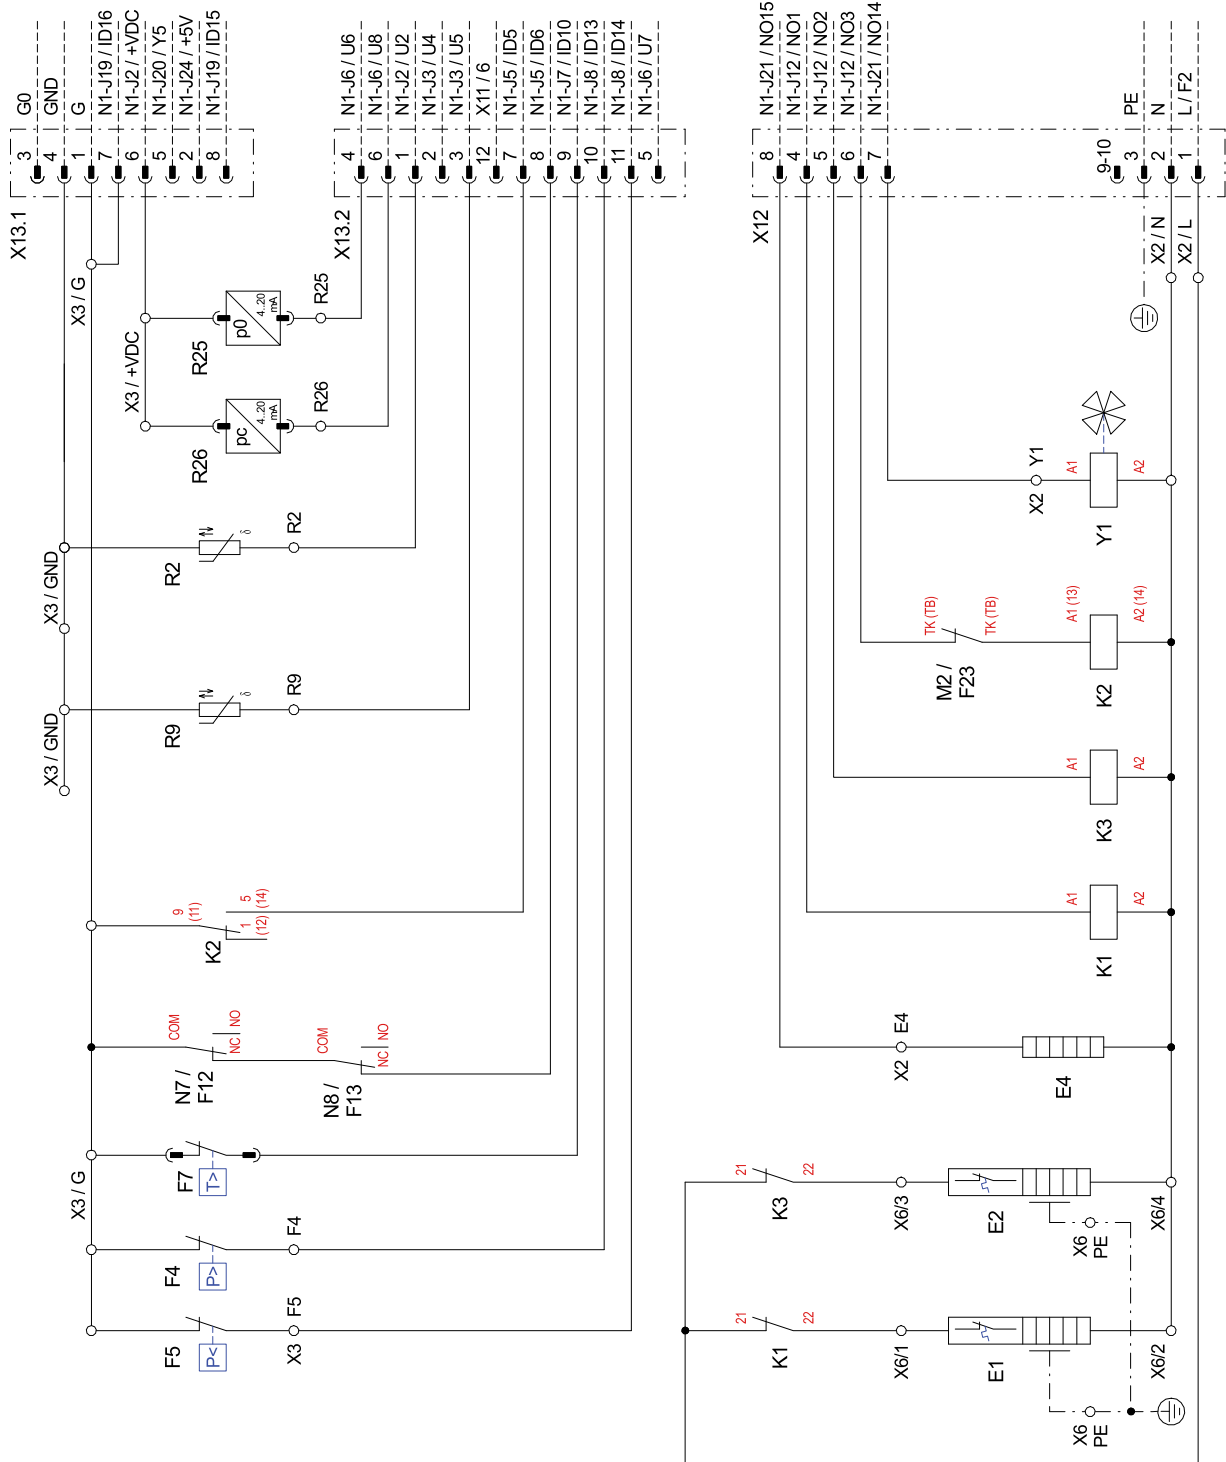 X13.1
3 G0
4 GND
1 G
7 N1-J19 / ID16
6 N1-J2 / +VDC
5 N1-J20 / Y5
2 N1-J24 / +5V
8 N1-J19 / ID15
X13.2
4 N1-J6 / U6
6 N1-J6 / U8
1 N1-J2 / U2
2 N1-J3 / U4
3 N1-J3 / U5
12 X11 / 6
7 N1-J5 / ID5
8 N1-J5 / ID6
9 N1-J7 / ID10
10 N1-J8 / ID13
11 N1-J8 / ID14
5 N1-J6 / U7
X12
8 N1-J21 / NO15
4 N1-J12 / NO1
5 N1-J12 / NO2
6 N1-J12 / NO3
7 N1-J21 / NO14
9-10
3 PE
2 N
1 L / F2
X3 / G
X3 / +VDC
R25
p0
4..20
mA
R25
R26
pc
4..20
mA
R26
X2 / N
X2 / L
X3 / GND
R2
δ
R2
X2
Y1
A1
A2
Y1
X3 / GND
R9
δ
R9
M2 /
F23
TK (TB)
TK (TB)
A1 (13)
A2 (14)
K2
A1
A2
K3
K2
9
(11)
5
(14)
1
(12)
A1
A2
K1
N7 /
F12
COM
NC
NO
N8 /
F13
COM
NC
NO
X2
E4
E4
X3 / G
F7
T>
F4
P>
F4
F5
P<
X3
F5
K3
21
22
X6/3
E2
X6
PE
X6/4
K1
21
22
X6/1
E1
X6
PE
X6/2